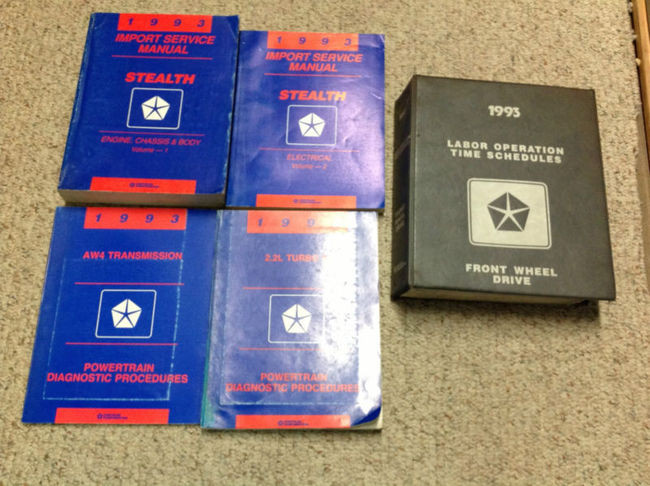 1993
IMPORT SERVICE
MANUAL
STEALTH
ENGINE, CHASSIS & BODY
Volume — 1
1993
IMPORT SERVICE
MANUAL
STEALTH
ELECTRICAL
Volume — 2
1993
LABOR OPERATION
TIME SCHEDULES
FRONT WHEEL
DRIVE
1993
AW4 TRANSMISSION
POWERTRAIN
DIAGNOSTIC PROCEDURES
199
2.2L TURBO
POWERTRAIN
DIAGNOSTIC PROCEDURES